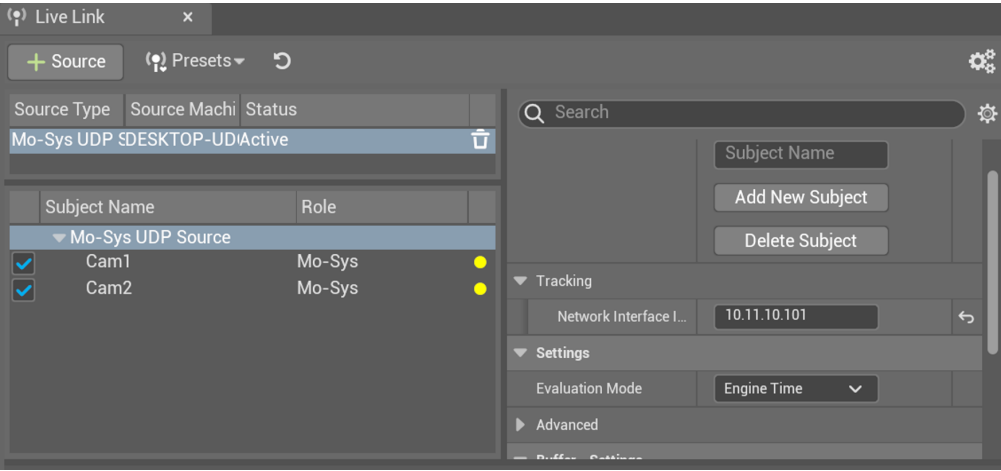 Live Link
+ Source
Presets
Source Type Source Machi Status
Mo-Sys UDP S DESKTOP-UD Active
Subject Name Role
Mo-Sys UDP Source
Cam1 Mo-Sys
Cam2 Mo-Sys
Search
Subject Name
Add New Subject
Delete Subject
Tracking
Network Interface I... 10.11.10.101
Settings
Evaluation Mode Engine Time
Advanced
Buffer - Settings